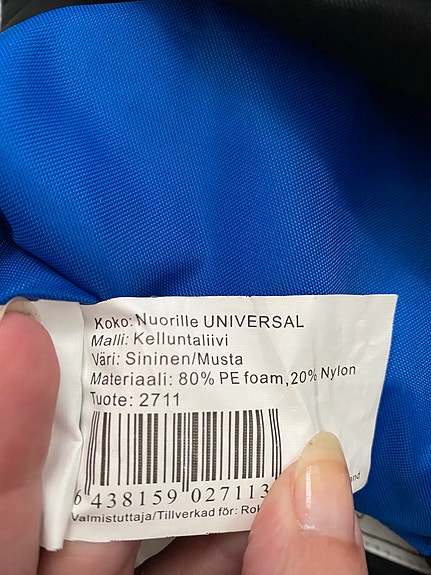 Koko: Nuorille UNIVERSAL
Malli: Kelluntaliivi
Väri: Sininen/Musta
Materiaali: 80% PE foam,20% Nylon
Tuote: 2711
6 438159 027113
Valmistuttaja/Tillverkad för: